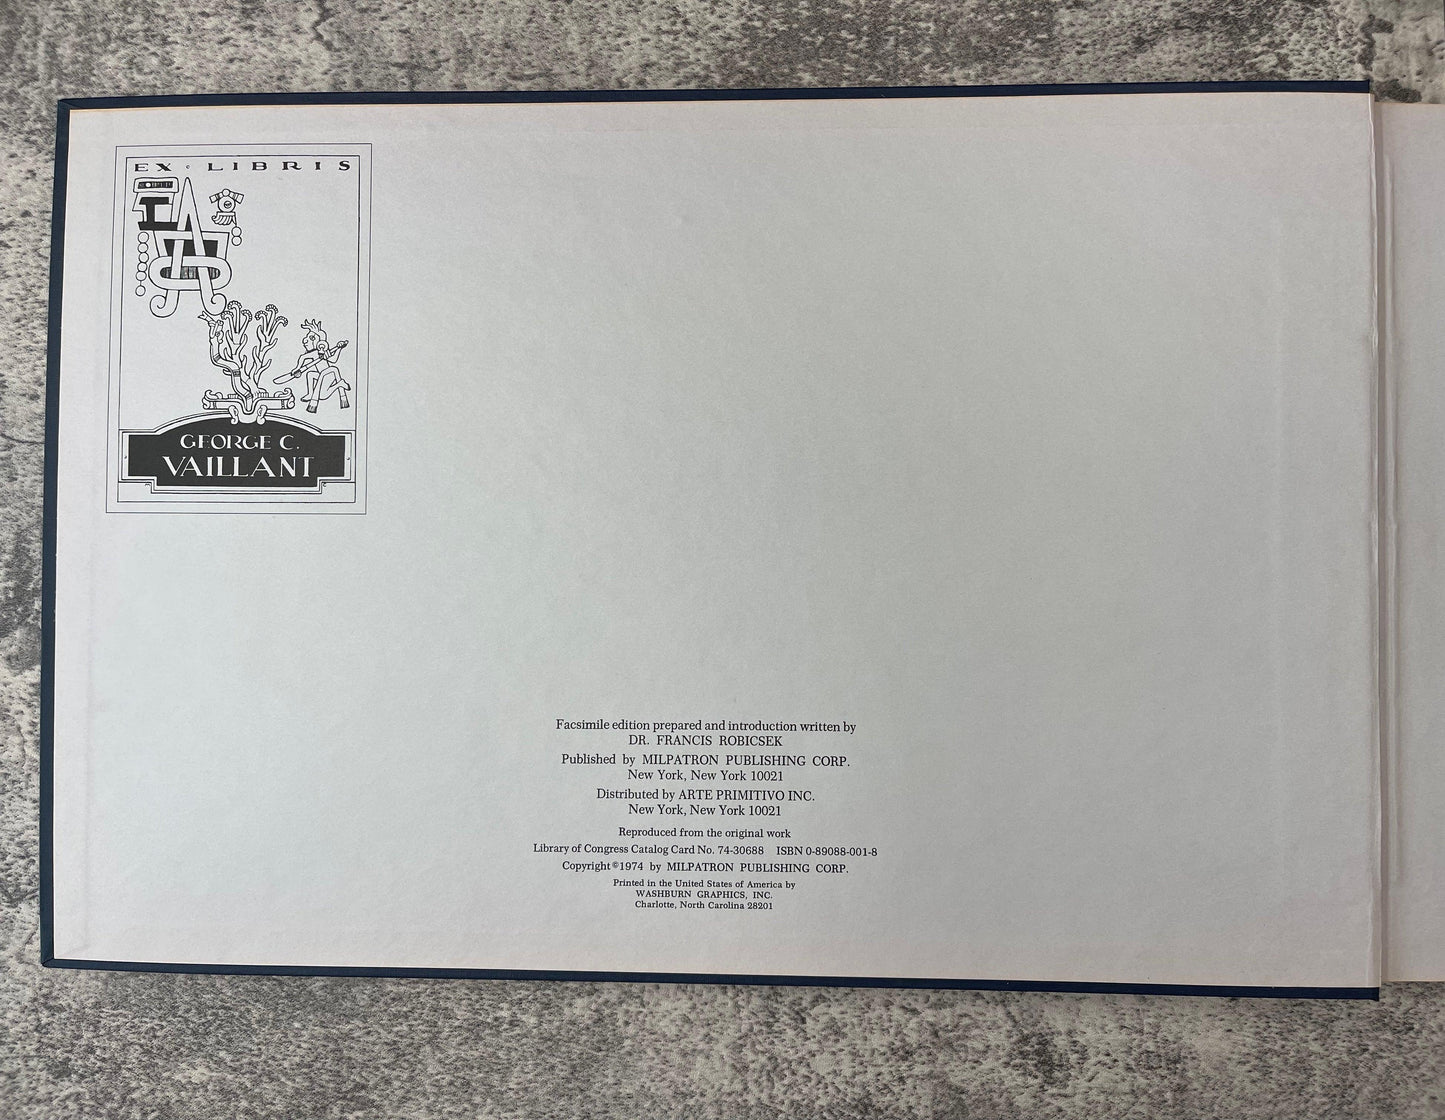 EX · LIBRIS
GEORGE C.
VAILLANT
Facsimile edition prepared and introduction written by
DR. FRANCIS ROBICSEK
Published by MILPATRON PUBLISHING CORP.
New York, New York 10021
Distributed by ARTE PRIMITIVO INC.
New York, New York 10021
Reproduced from the original work
Library of Congress Catalog Card No. 74-30688 ISBN 0-89088-001-8
Copyright©1974 by MILPATRON PUBLISHING CORP.
Printed in the United States of America by
WASHBURN GRAPHICS, INC.
Charlotte, North Carolina 28201